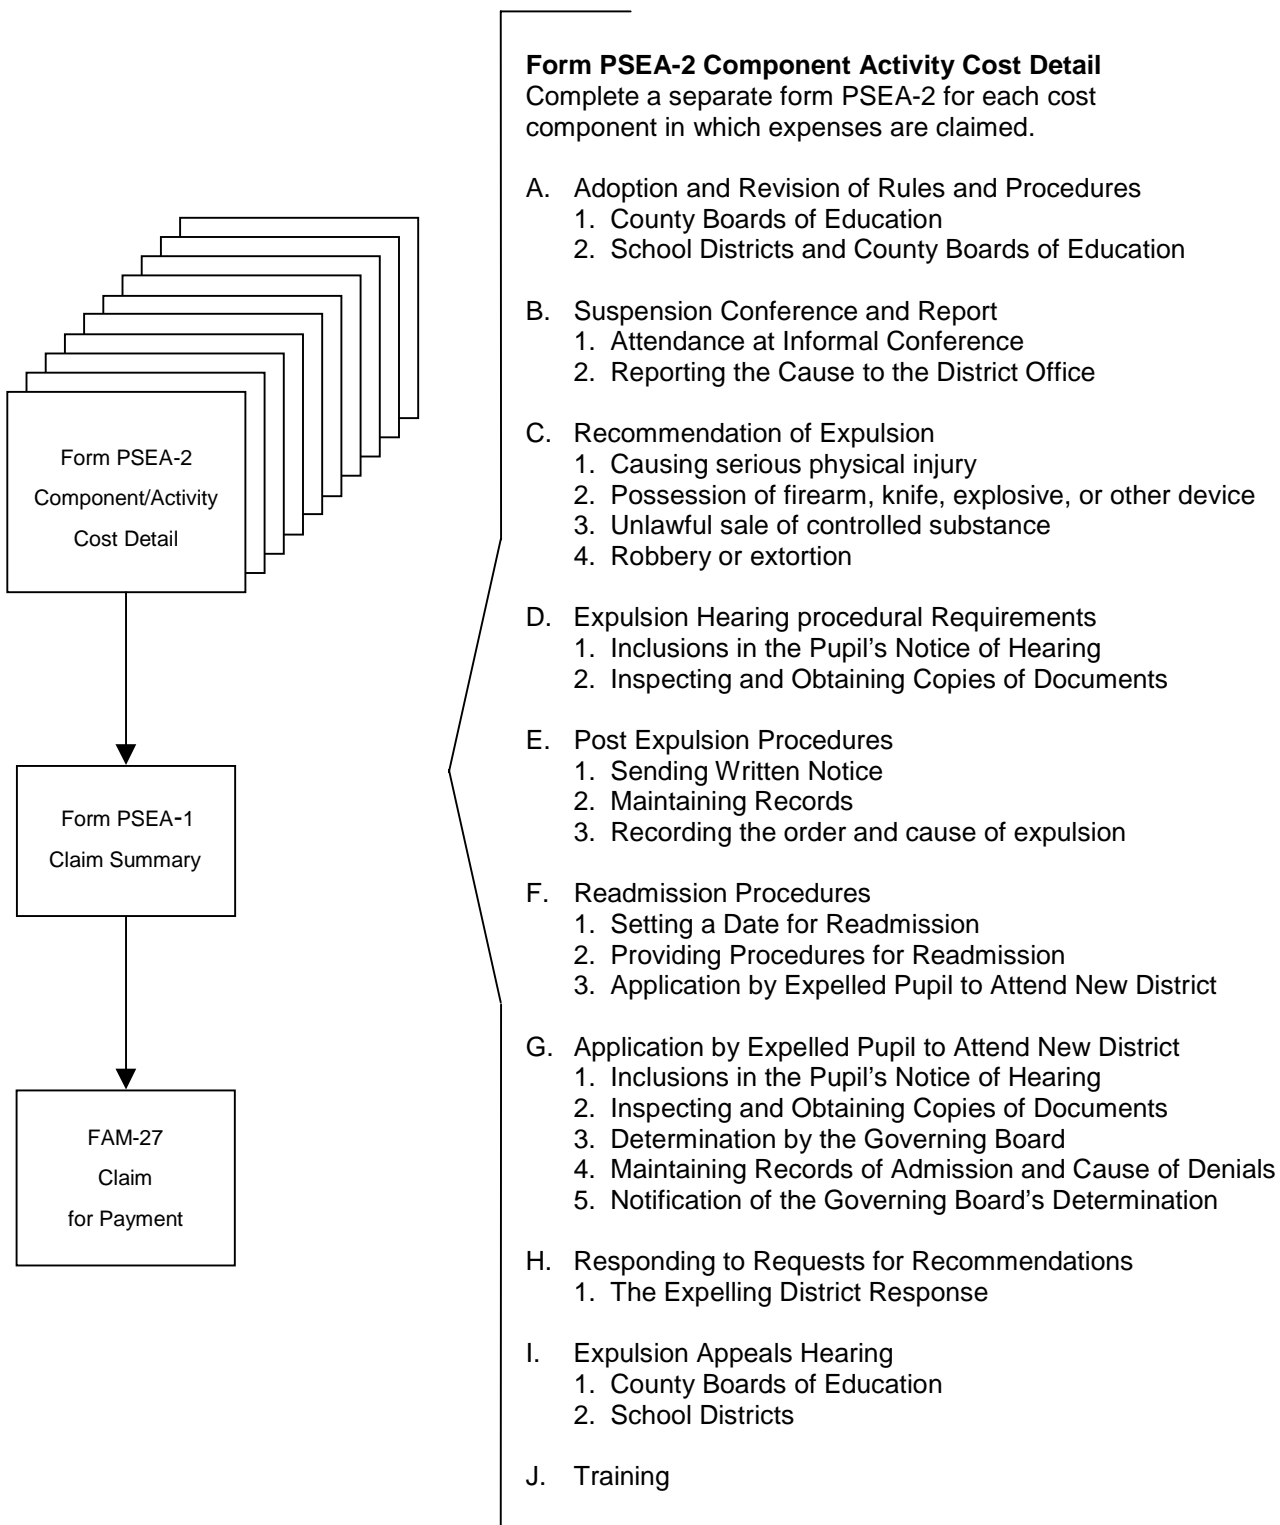 Form PSEA-2 Component Activity Cost Detail
Complete a separate form PSEA-2 for each cost
component in which expenses are claimed.
A. Adoption and Revision of Rules and Procedures
1. County Boards of Education
2. School Districts and County Boards of Education
B. Suspension Conference and Report
1. Attendance at Informal Conference
2. Reporting the Cause to the District Office
C. Recommendation of Expulsion
1. Causing serious physical injury
2. Possession of firearm, knife, explosive, or other device
3. Unlawful sale of controlled substance
4. Robbery or extortion
D. Expulsion Hearing procedural Requirements
1. Inclusions in the Pupil’s Notice of Hearing
2. Inspecting and Obtaining Copies of Documents
E. Post Expulsion Procedures
1. Sending Written Notice
2. Maintaining Records
3. Recording the order and cause of expulsion
F. Readmission Procedures
1. Setting a Date for Readmission
2. Providing Procedures for Readmission
3. Application by Expelled Pupil to Attend New District
G. Application by Expelled Pupil to Attend New District
1. Inclusions in the Pupil’s Notice of Hearing
2. Inspecting and Obtaining Copies of Documents
3. Determination by the Governing Board
4. Maintaining Records of Admission and Cause of Denials
5. Notification of the Governing Board’s Determination
H. Responding to Requests for Recommendations
1. The Expelling District Response
I. Expulsion Appeals Hearing
1. County Boards of Education
2. School Districts
J. Training
Form PSEA-2
Component/Activity
Cost Detail
Form PSEA-1
Claim Summary
FAM-27
Claim
for Payment